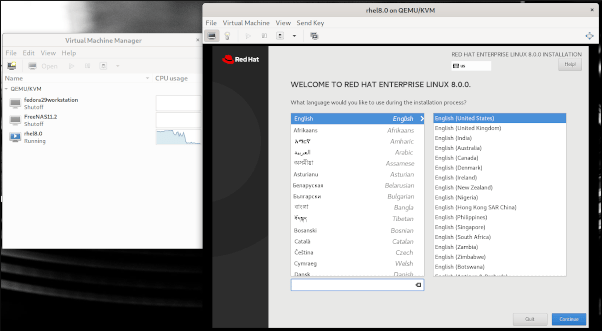 Virtual Machine Manager
File Edit View Help
Open
Name CPU usage
QEMU/KVM
fedora29workstation
Shutoff
FreeNAS11.2
Shutoff
rhel8.0
Running
rhel8.0 on QEMU/KVM
File Virtual Machine View Send Key
Red Hat
RED HAT ENTERPRISE LINUX 8.0.0 INSTALLATION
us
Help!
WELCOME TO RED HAT ENTERPRISE LINUX 8.0.0.
What language would you like to use during the installation process?
English English
Afrikaans Afrikaans
አማርኛ Amharic
العربية Arabic
অসমীয়া Assamese
Asturianu Asturian
Беларуская Belarusian
Български Bulgarian
বাংলা Bangla
Tibetan
Bosanski Bosnian
Català Catalan
Čeština Czech
Cymraeg Welsh
Dansk Danish
English (United States)
English (United Kingdom)
English (India)
English (Australia)
English (Canada)
English (Denmark)
English (Ireland)
English (New Zealand)
English (Nigeria)
English (Hong Kong SAR China)
English (Philippines)
English (Singapore)
English (South Africa)
English (Zambia)
English (Zimbabwe)
English (Botswana)
Quit Continue